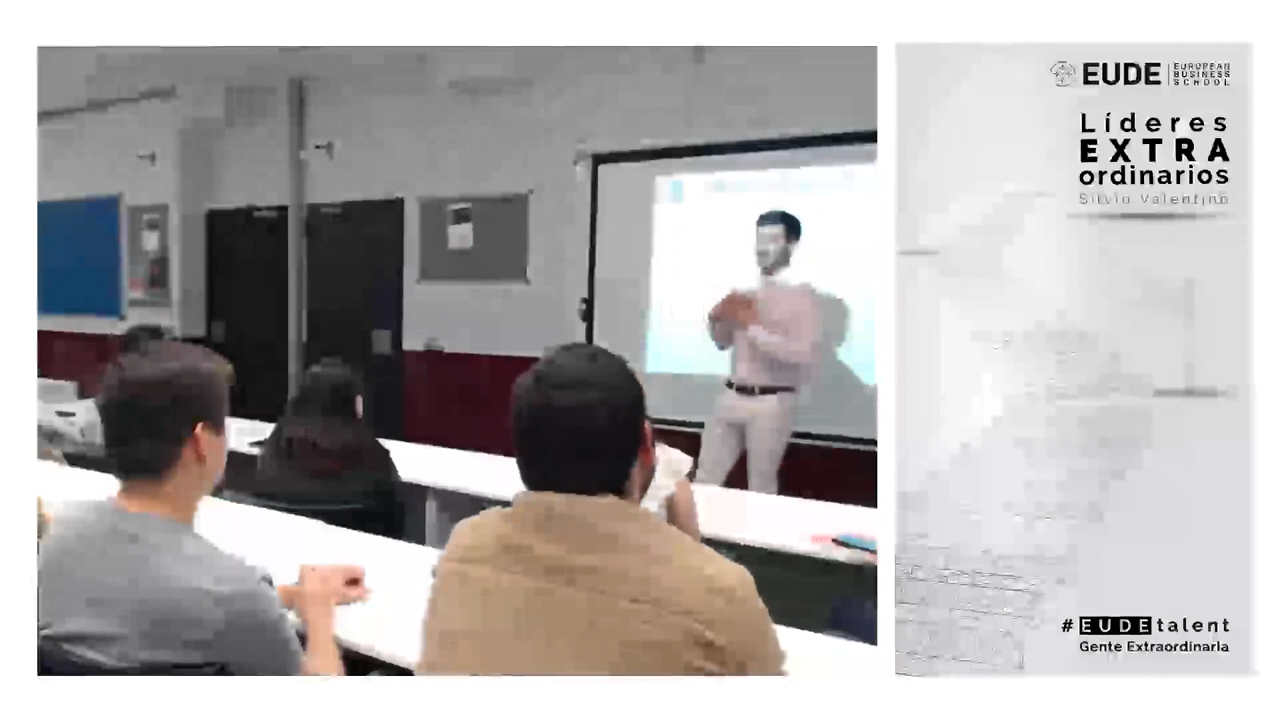 EUDE
EUROPEAN
BUSINESS
SCHOOL
Líderes
EXTRA
ordinarios
Silvio Valentino
#EUDEtalent
Gente Extraordinaria